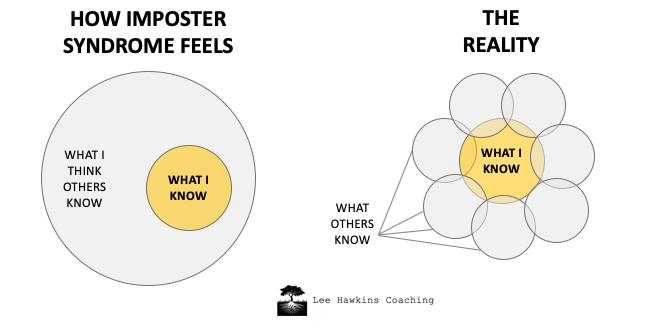 HOW IMPOSTER
SYNDROME FEELS
WHAT I
THINK
OTHERS
KNOW
WHAT I
KNOW
THE
REALITY
WHAT I
KNOW
WHAT
OTHERS
KNOW
Lee Hawkins Coaching